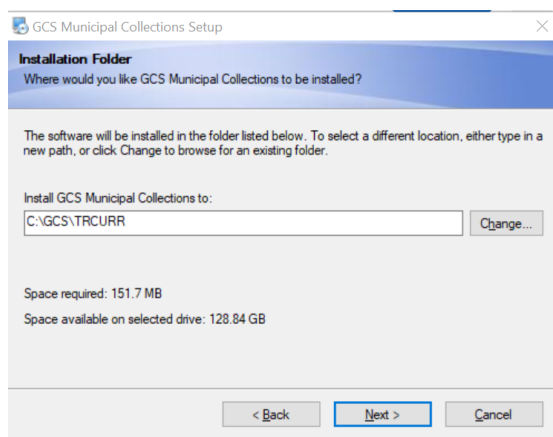 GCS Municipal Collections Setup
Installation Folder
Where would you like GCS Municipal Collections to be installed?
The software will be installed in the folder listed below. To select a different location, either type in a
new path, or click Change to browse for an existing folder.
Install GCS Municipal Collections to:
C:\GCS\TRCURR
Change...
Space required: 151.7 MB
Space available on selected drive: 128.84 GB
< Back
Next >
Cancel